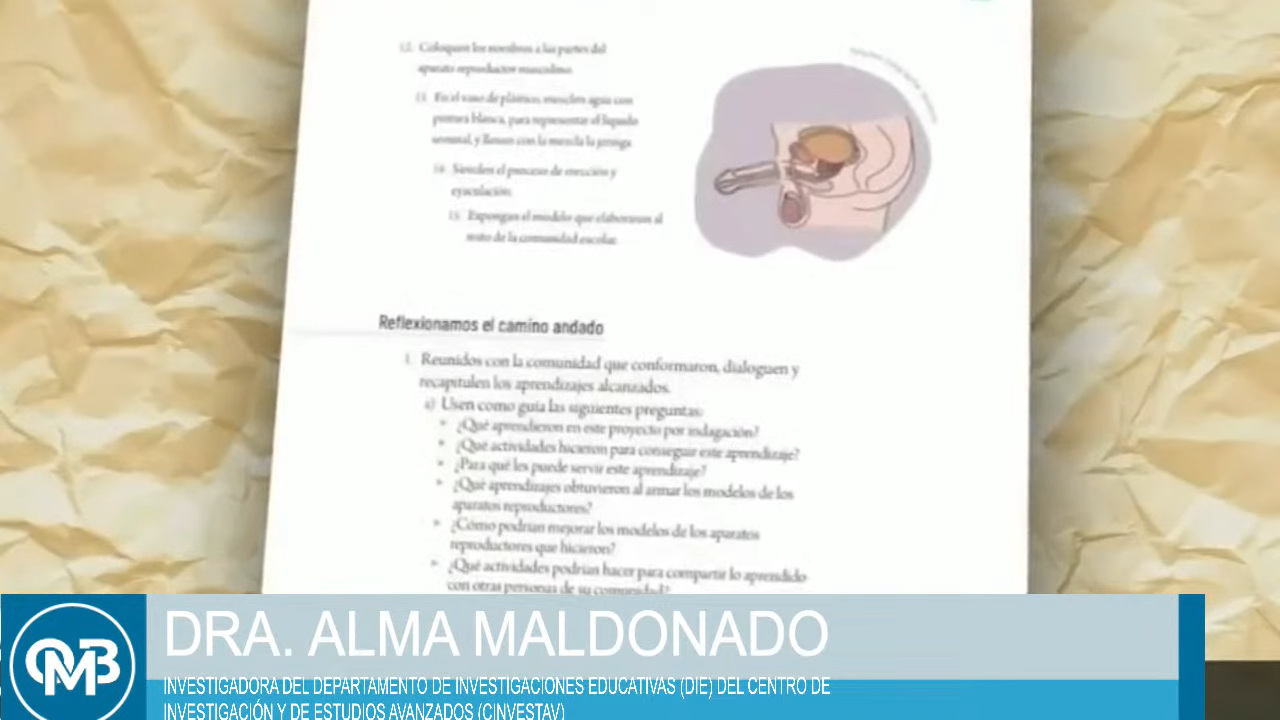 12. Coloquen los nombres a las partes del
aparato reproductor masculino.
13. En el vaso de plástico, mezclen agua con
pintura blanca, para representar el líquido
seminal, y llenen con la mezcla la jeringa
14. Simulen el proceso de erección y
eyaculación.
15. Expongan el modelo que elaboraron al
resto de la comunidad escolar.
Reflexionamos el camino andado
1. Reunidos con la comunidad que conformaron, dialoguen y
recapitulen los aprendizajes alcanzados.
a) Usen como guía las siguientes preguntas:
• ¿Qué aprendieron en este proyecto por indagación?
• ¿Qué actividades hicieron para conseguir este aprendizaje?
• ¿Para qué les puede servir este aprendizaje?
• ¿Qué aprendizajes obtuvieron al armar los modelos de los
aparatos reproductores?
• ¿Cómo podrían mejorar los modelos de los aparatos
reproductores que hicieron?
• ¿Qué actividades podrían hacer para compartir lo aprendido
con otras personas de su comunidad?
QMB
DRA. ALMA MALDONADO
INVESTIGADORA DEL DEPARTAMENTO DE INVESTIGACIONES EDUCATIVAS (DIE) DEL CENTRO DE
INVESTIGACIÓN Y DE ESTUDIOS AVANZADOS (CINVESTAV)